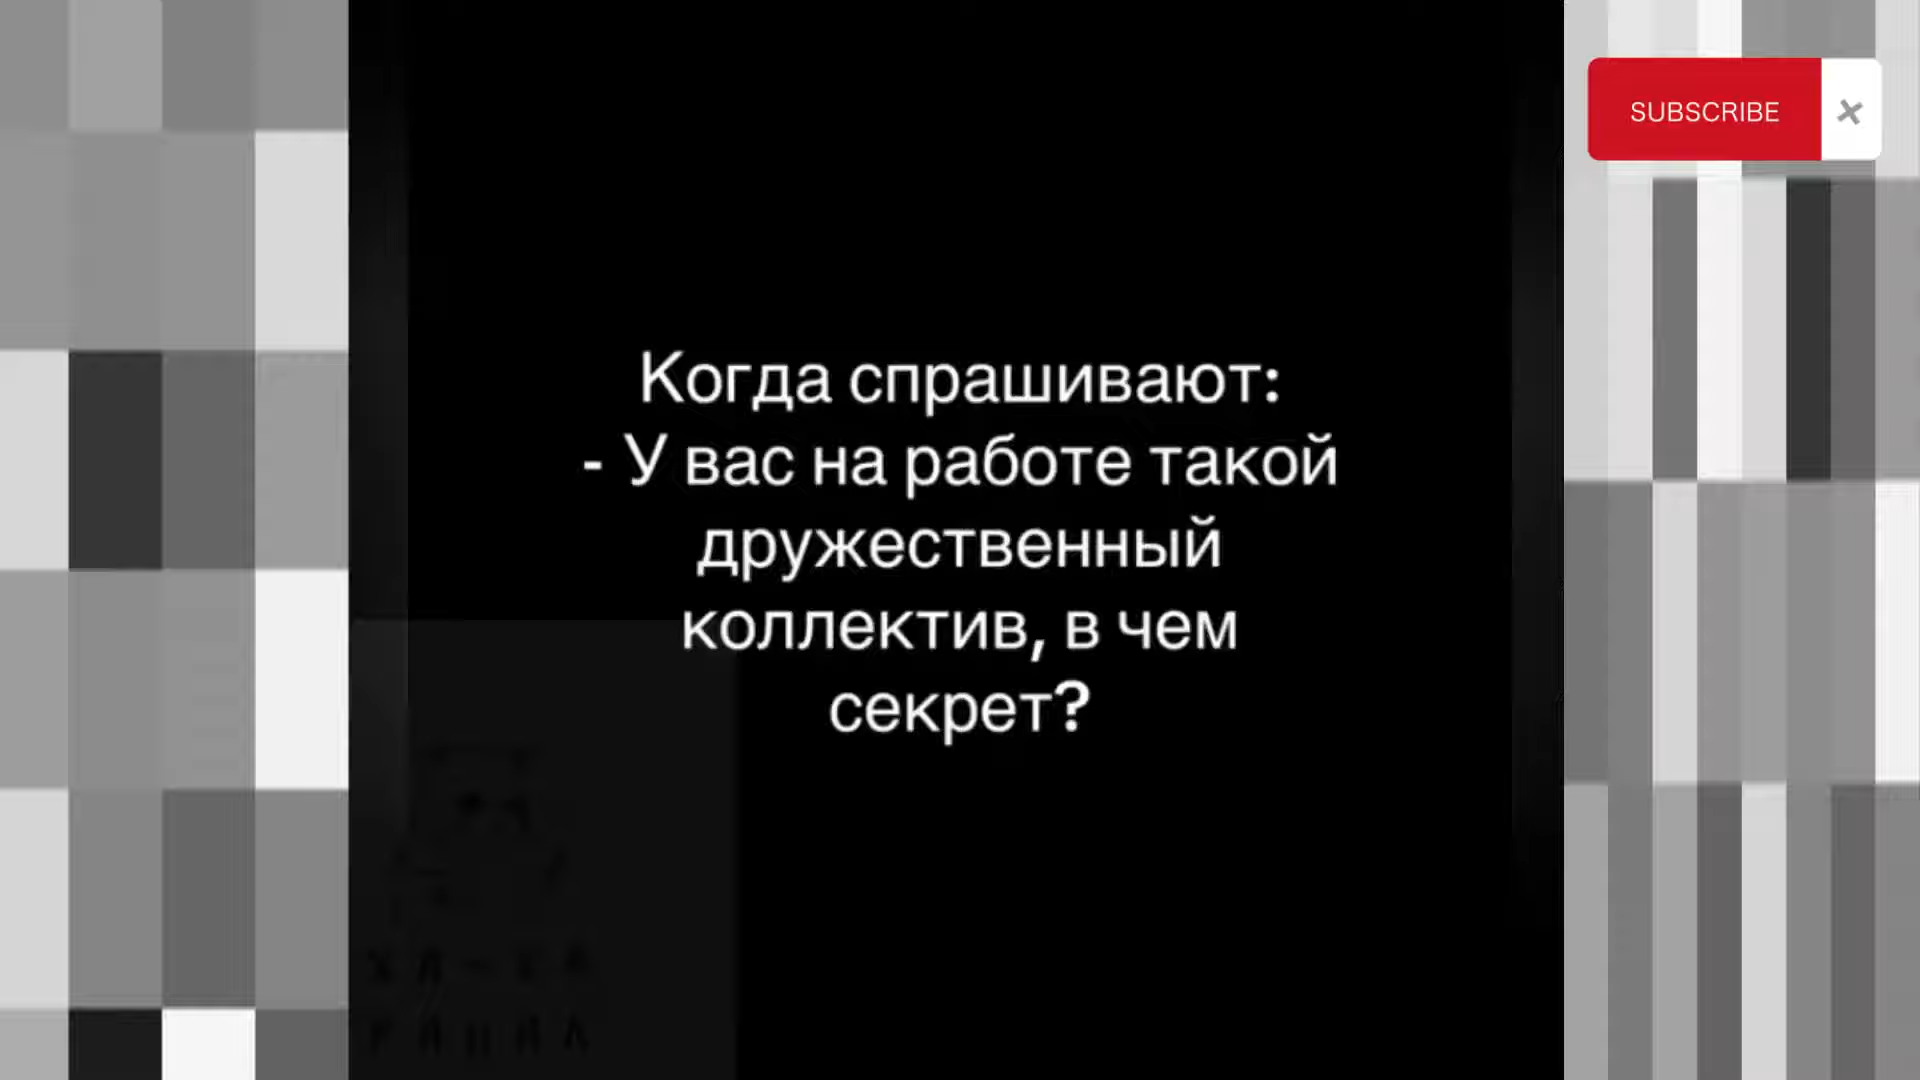 SUBSCRIBE
Когда спрашивают:
- У вас на работе такой
дружественный
коллектив, в чем
секрет?